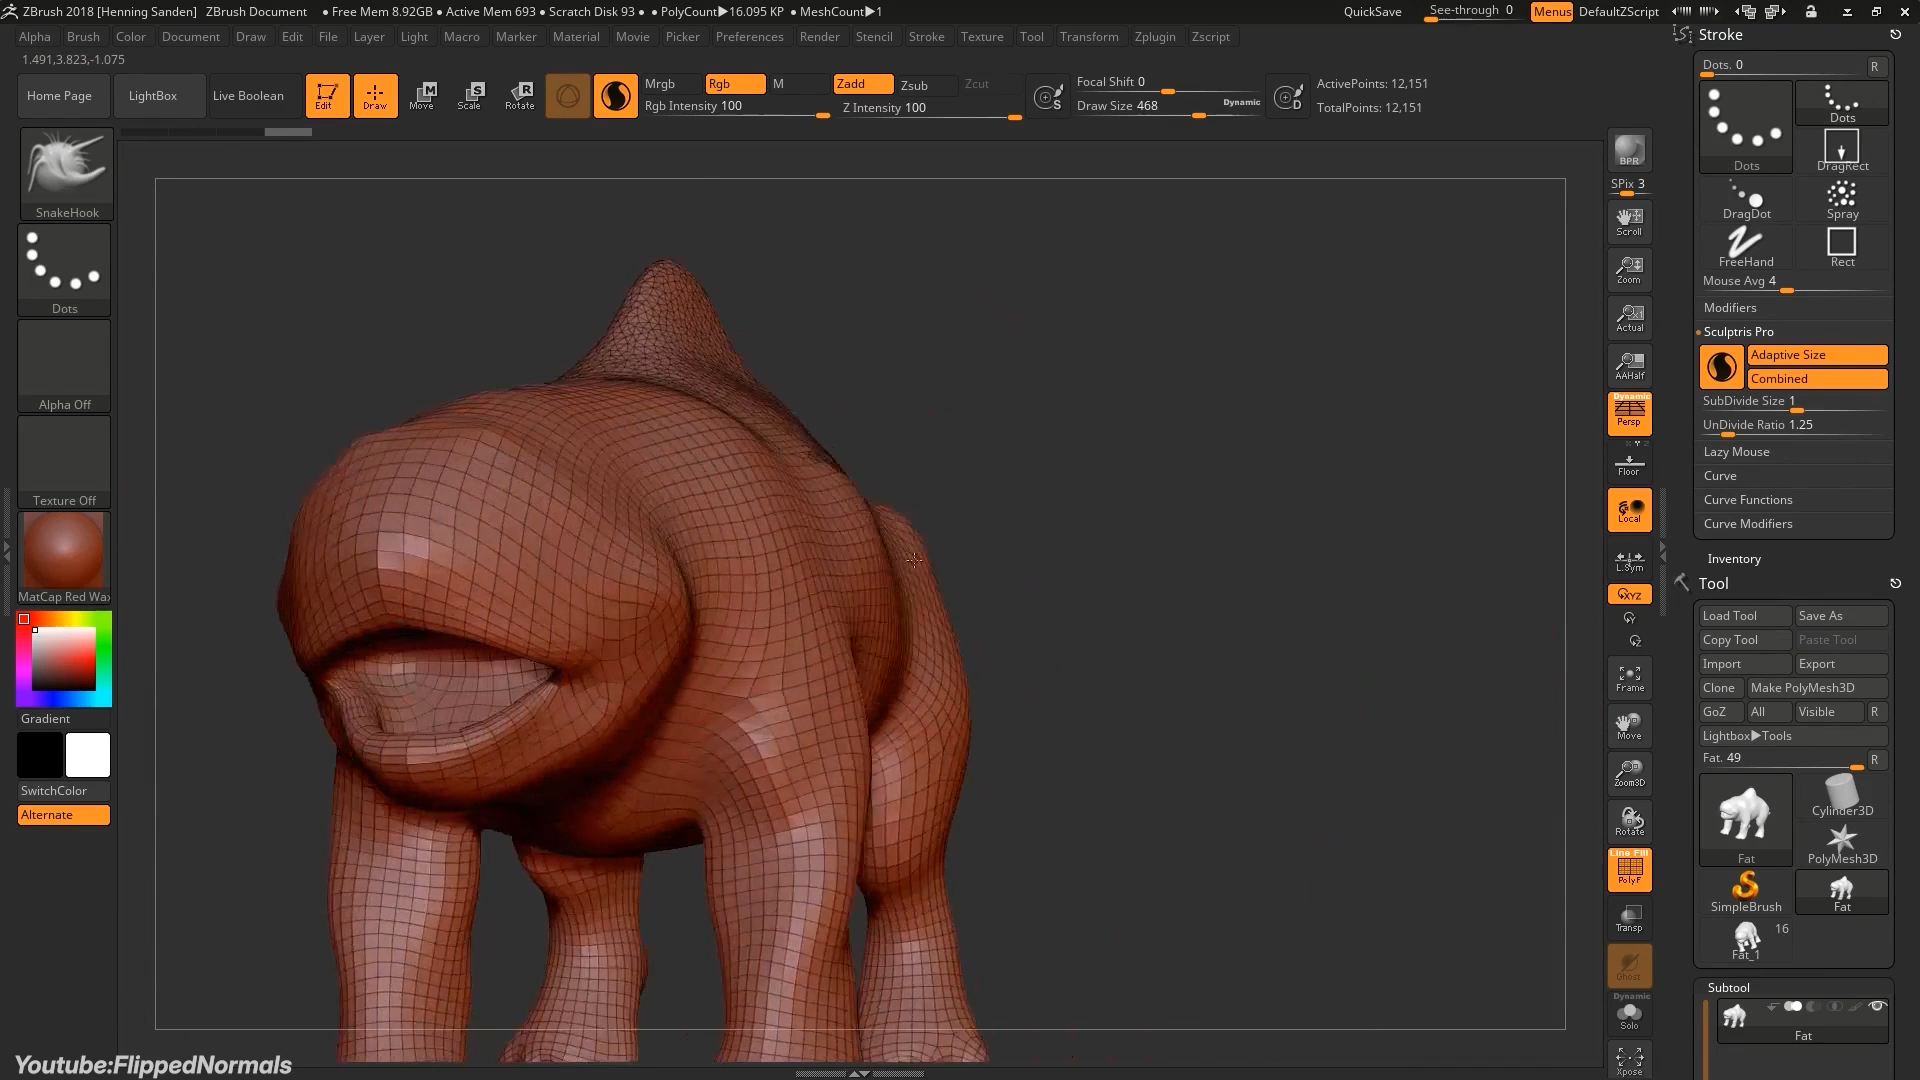 ZBrush 2018 [Henning Sanden] ZBrush Document • Free Mem 8.92GB • Active Mem 693 • Scratch Disk 93 • PolyCount▶16.095 KP • MeshCount▶1 QuickSave See-through 0 Menus DefaultZScript
Alpha Brush Color Document Draw Edit File Layer Light Macro Marker Material Movie Picker Preferences Render Stencil Stroke Texture Tool Transform Zplugin Zscript
1.491,3.823,-1.075
Home Page LightBox Live Boolean Edit Draw Move Scale Rotate
Mrgb Rgb M Zadd Zsub Zcut
Rgb Intensity 100 Z Intensity 100
S Focal Shift 0
Draw Size 468 Dynamic D
ActivePoints: 12,151
TotalPoints: 12,151
SnakeHook
Dots
Alpha Off
Texture Off
MatCap Red Wax
Gradient
SwitchColor
Alternate
BPR
SPix 3
Scroll
Zoom
Actual
AAHalf
Dynamic
Persp
Floor
Local
L.Sym
XYZ
Frame
Move
Zoom3D
Rotate
Line Fill
PolyF
Transp
Ghost
Dynamic
Solo
Xpose
Stroke
Dots. 0 R
Dots Dots
DragRect
DragDot Spray
FreeHand Rect
Mouse Avg 4
Modifiers
Sculptris Pro
Adaptive Size
Combined
SubDivide Size 1
UnDivide Ratio 1.25
Lazy Mouse
Curve
Curve Functions
Curve Modifiers
Inventory
Tool
Load Tool Save As
Copy Tool Paste Tool
Import Export
Clone Make PolyMesh3D
GoZ All Visible R
Lightbox▶Tools
Fat. 49 R
Fat Cylinder3D
PolyMesh3D
SimpleBrush Fat
16
Fat_1
Subtool
Fat
Youtube:FlippedNormals